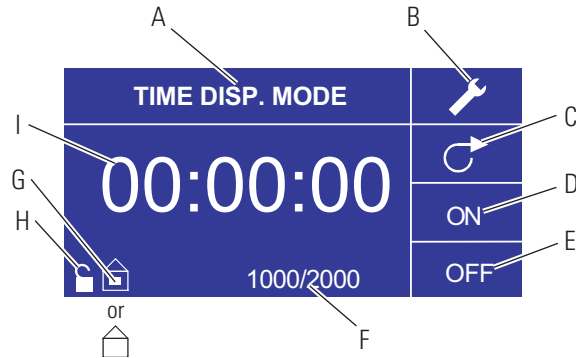 A
B
TIME DISP. MODE
C
I
00:00:00
G
D
ON
H
E
1000/2000
OFF
or
F